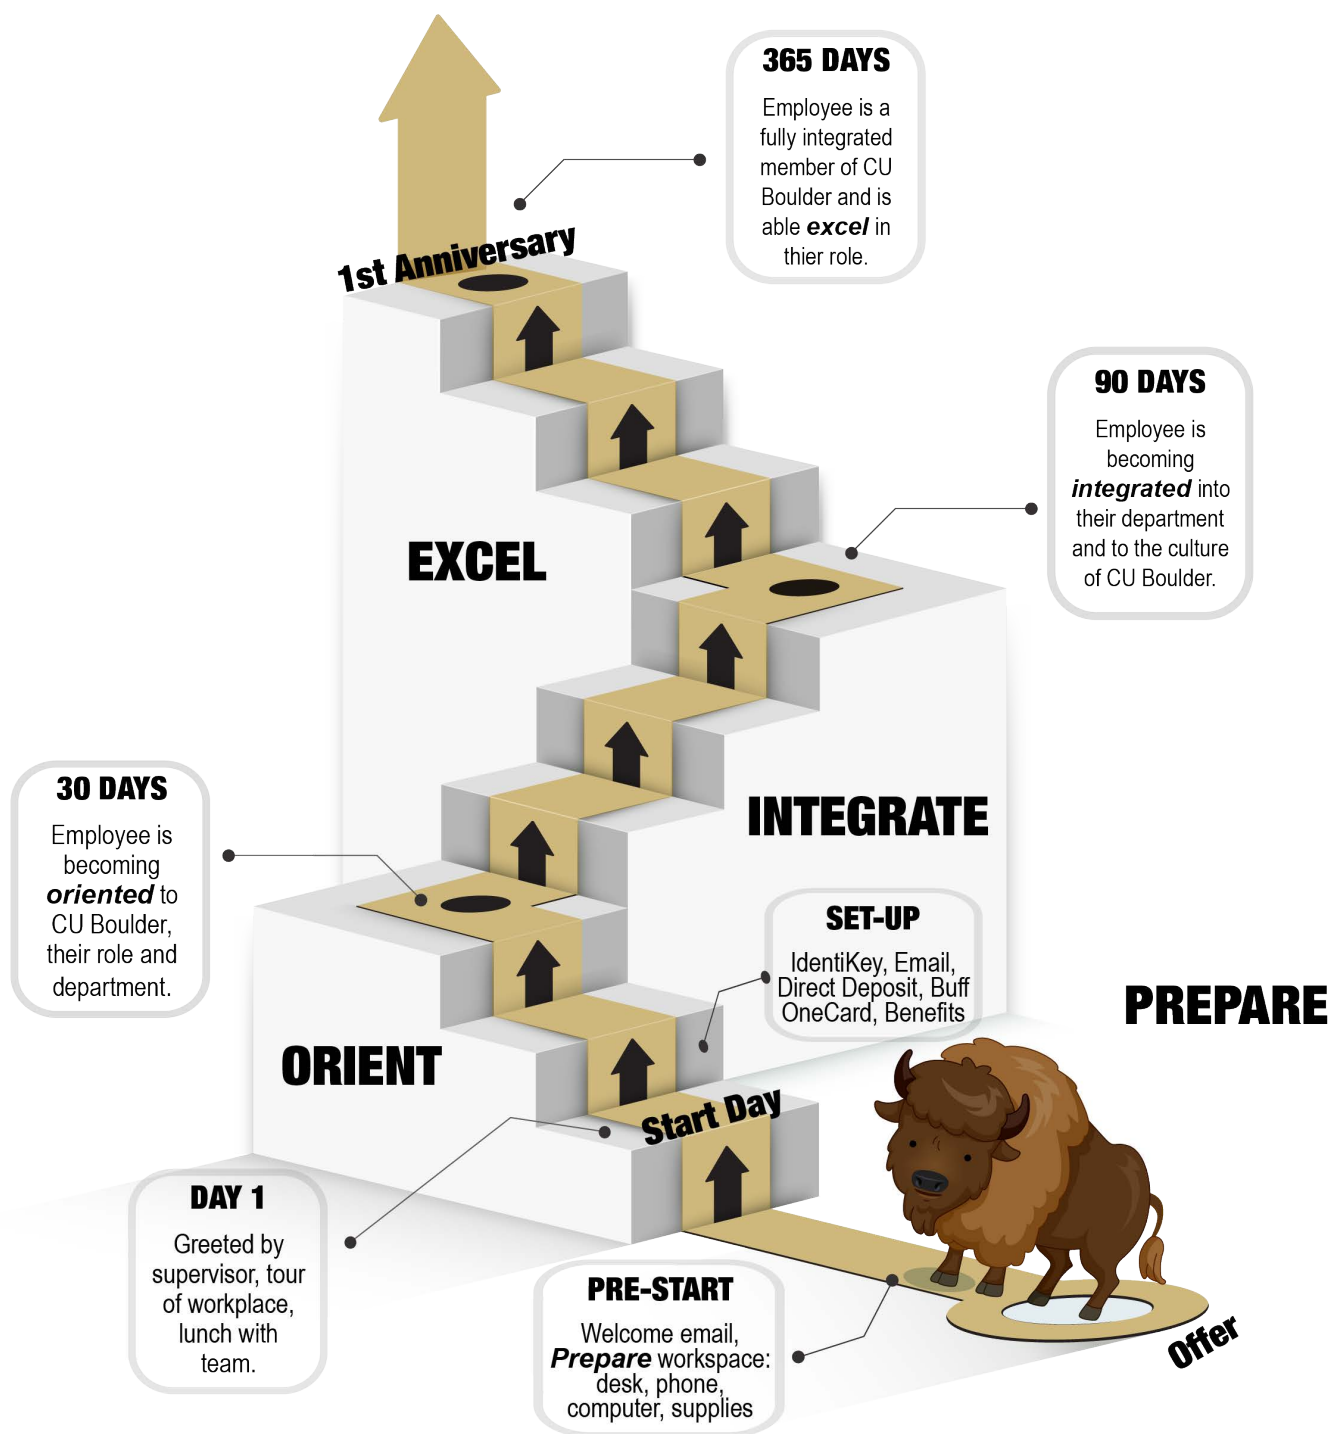 365 DAYS
Employee is a
fully integrated
member of CU
Boulder and is
able excel in
thier role.
1st Anniversary
90 DAYS
Employee is
becoming
integrated into
their department
and to the culture
of CU Boulder.
EXCEL
30 DAYS
Employee is
becoming
oriented to
CU Boulder,
their role and
department.
INTEGRATE
SET-UP
IdentiKey, Email,
Direct Deposit, Buff
OneCard, Benefits
PREPARE
ORIENT
Start Day
DAY 1
Greeted by
supervisor, tour
of workplace,
lunch with
team.
PRE-START
Welcome email,
Prepare workspace:
desk, phone,
computer, supplies
Offer